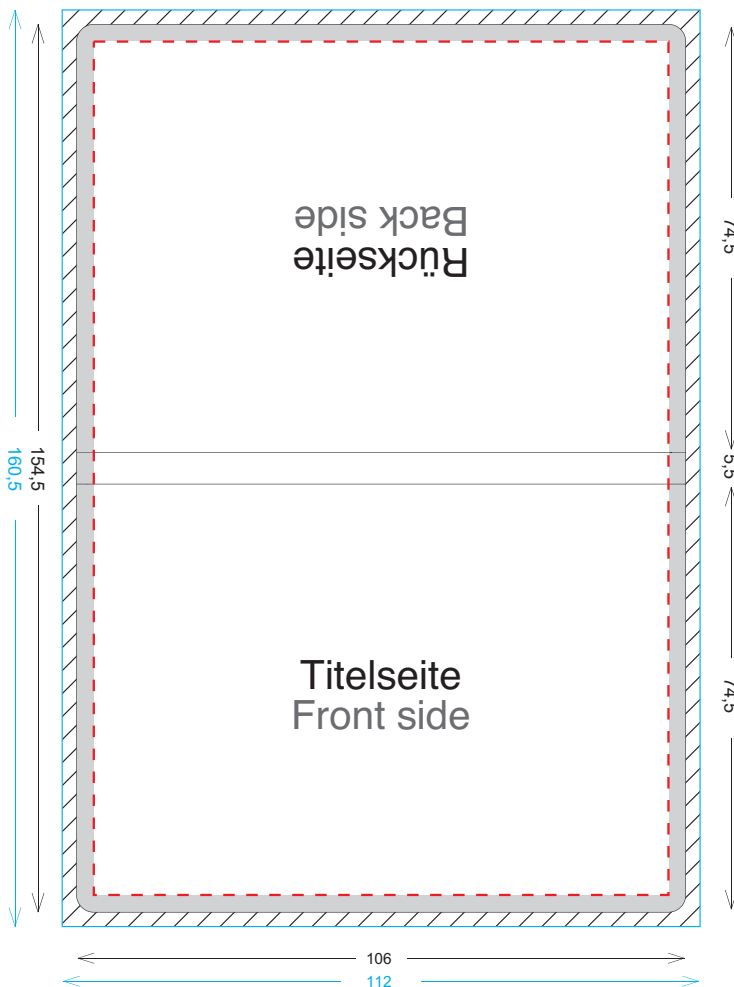 Back side
Rückseite
74,5
5,5
154,5
160,5
Titelseite
Front side
74,5
106
112